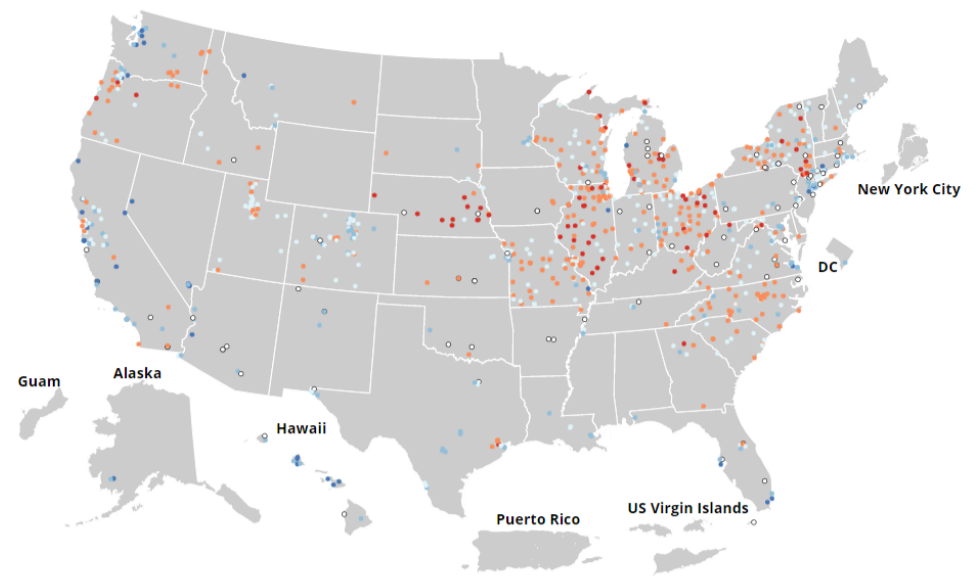 New York City
DC
Alaska
Guam
Hawaii
US Virgin Islands
Puerto Rico